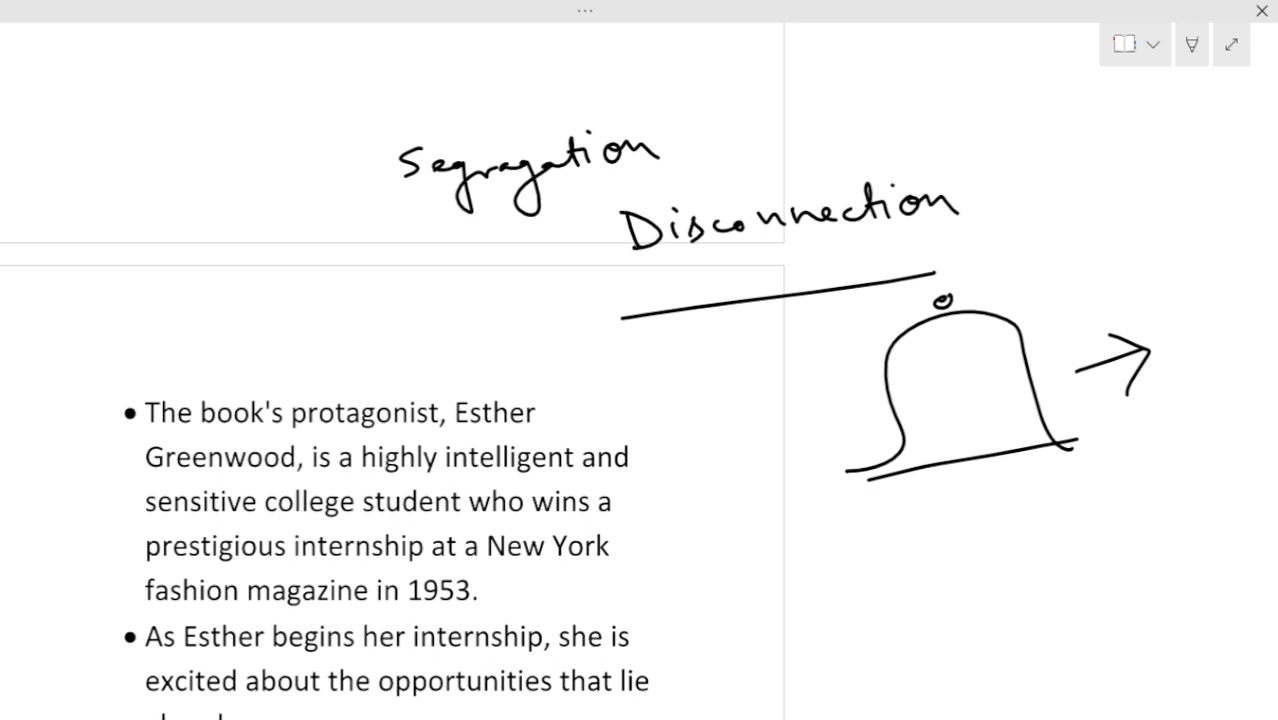 Segragation
Disconnection
• The book's protagonist, Esther
Greenwood, is a highly intelligent and
sensitive college student who wins a
prestigious internship at a New York
fashion magazine in 1953.
• As Esther begins her internship, she is
excited about the opportunities that lie